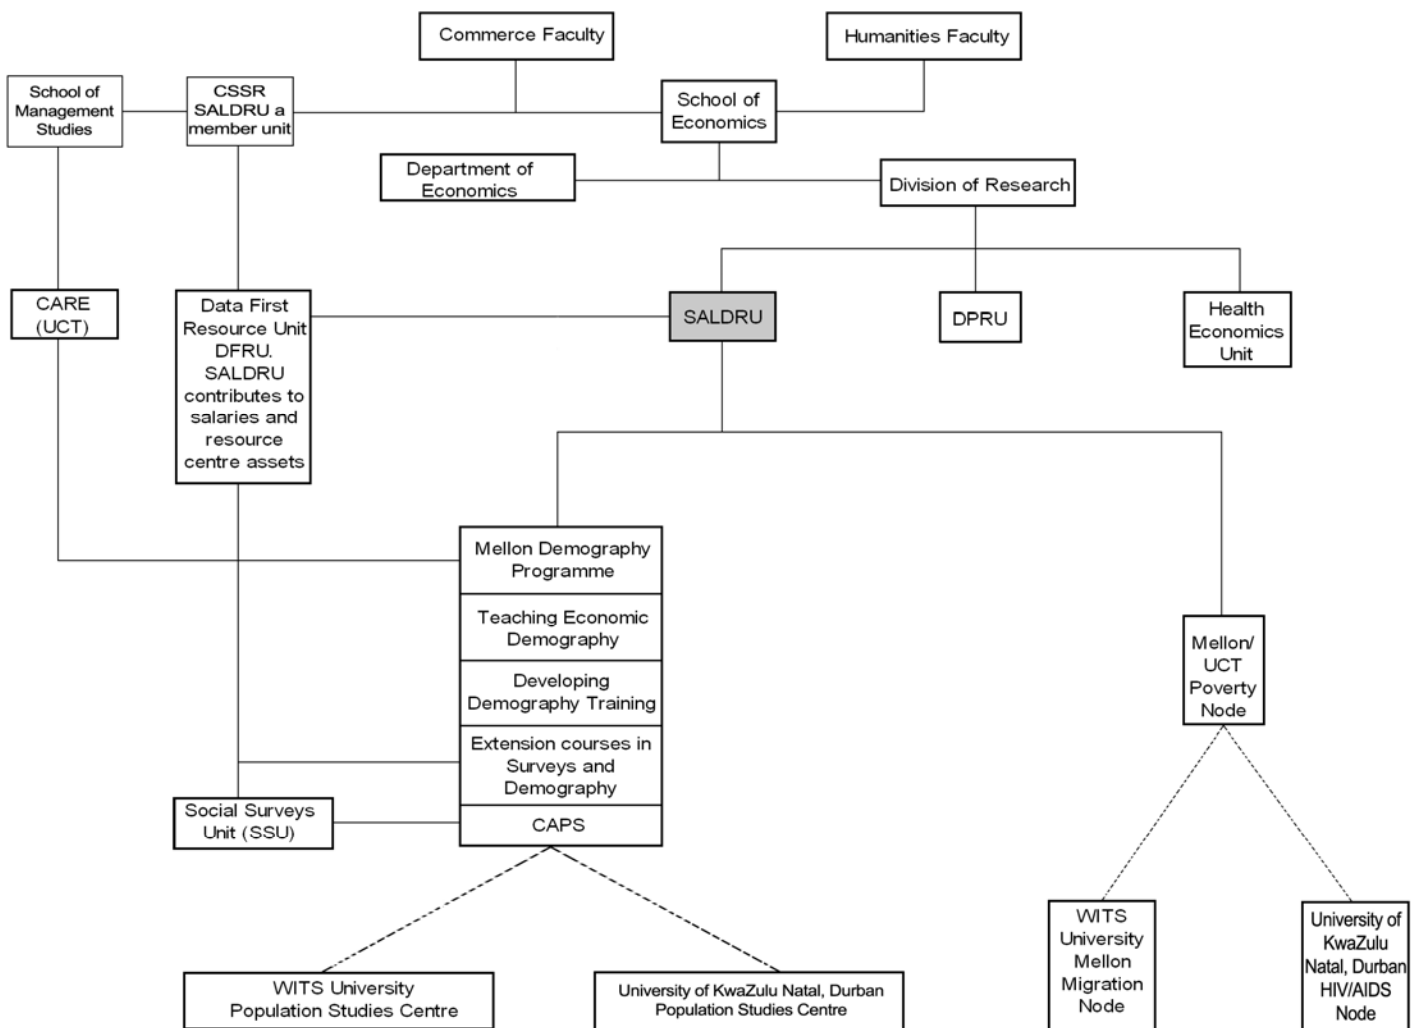 Commerce Faculty
Humanities Faculty
School of
Management
Studies
CSSR
SALDRU a
member unit
School of
Economics
Department of
Economics
Division of Research
CARE
(UCT)
Data First
Resource Unit
DFRU.
SALDRU
contributes to
salaries and
resource
centre assets
SALDRU
DPRU
Health
Economics
Unit
Mellon Demography
Programme
Teaching Economic
Demography
Developing
Demography Training
Extension courses in
Surveys and
Demography
CAPS
Mellon/
UCT
Poverty
Node
Social Surveys
Unit (SSU)
WITS University
Population Studies Centre
University of KwaZulu Natal, Durban
Population Studies Centre
WITS
University
Mellon
Migration
Node
University of
KwaZulu
Natal, Durban
HIV/AIDS
Node